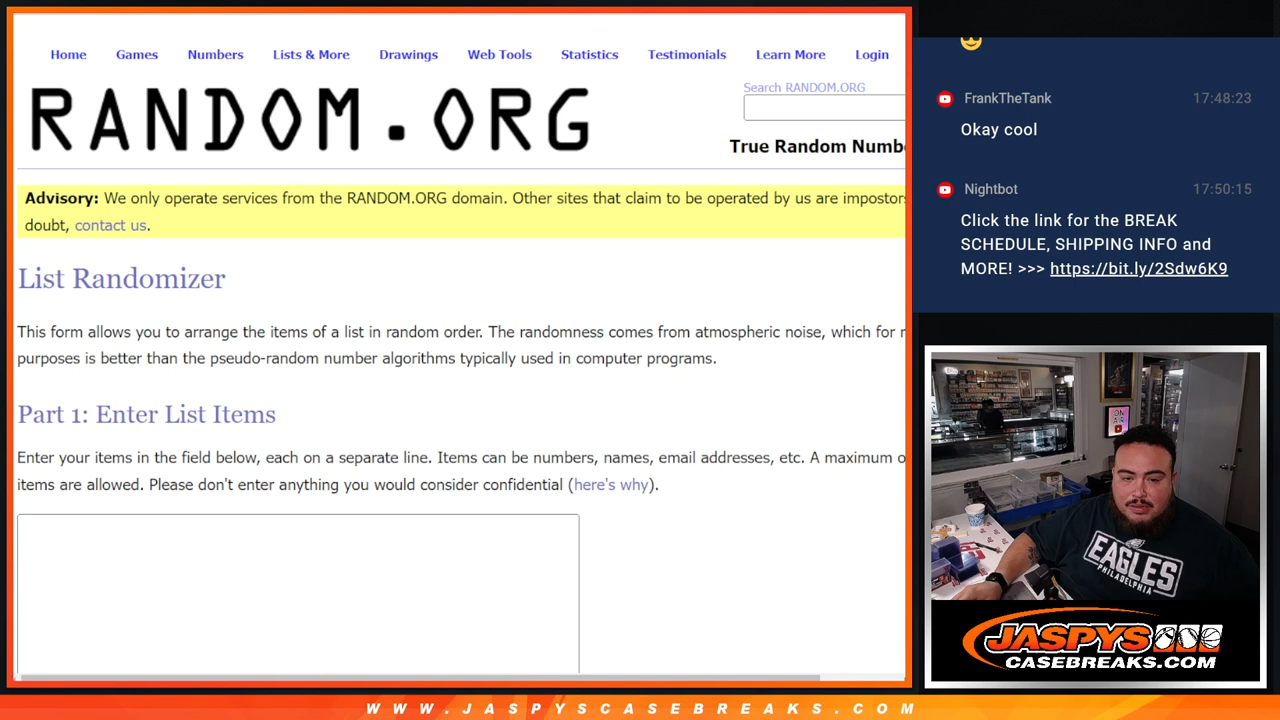 Home Games Numbers Lists & More Drawings Web Tools Statistics Testimonials Learn More Login
RANDOM.ORG
Search RANDOM.ORG
True Random Numb
Advisory: We only operate services from the RANDOM.ORG domain. Other sites that claim to be operated by us are impostors
doubt, contact us.
List Randomizer
This form allows you to arrange the items of a list in random order. The randomness comes from atmospheric noise, which for
purposes is better than the pseudo-random number algorithms typically used in computer programs.
Part 1: Enter List Items
Enter your items in the field below, each on a separate line. Items can be numbers, names, email addresses, etc. A maximum
items are allowed. Please don't enter anything you would consider confidential (here's why).
FrankTheTank 17:48:23
Okay cool
Nightbot 17:50:15
Click the link for the BREAK
SCHEDULE, SHIPPING INFO and
MORE! >>> https://bit.ly/2Sdw6K9
ON
AIR
EAGLES
PHILADELPHIA
JASPYS
CASEBREAKS.COM
WWW.JASPYSCASEBREAKS.COM